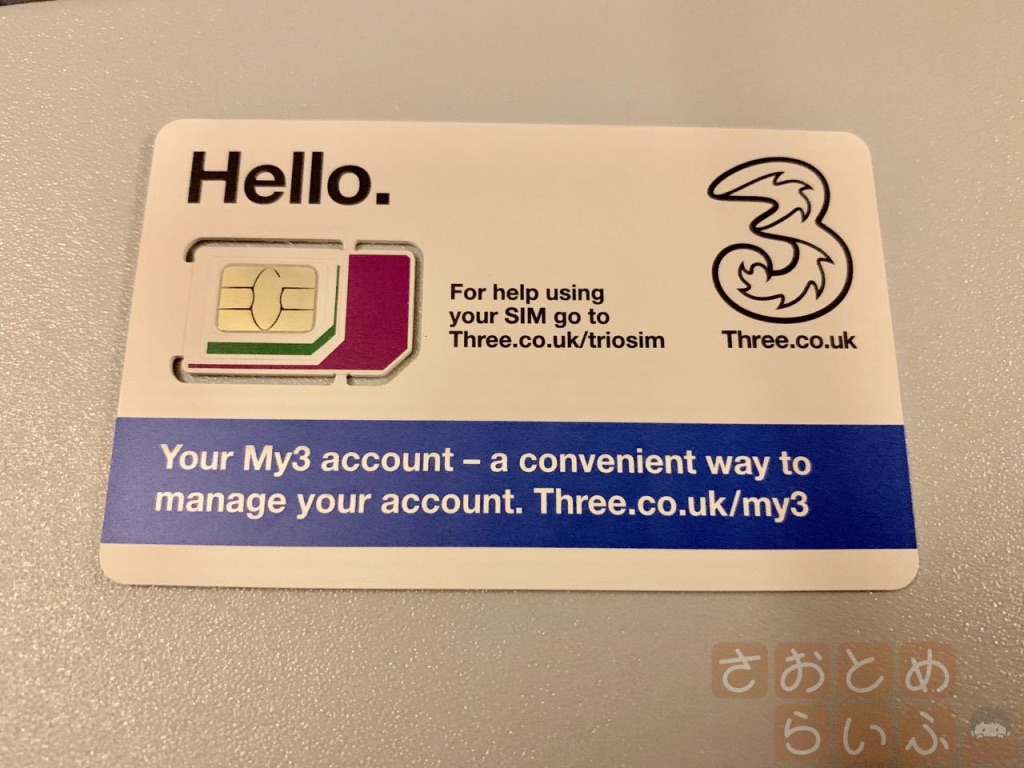 Hello.
3
For help using
your SIM go to
Three.co.uk/triosim
Three.co.uk
Your My3 account – a convenient way to
manage your account. Three.co.uk/my3
さおとめ
らいふ